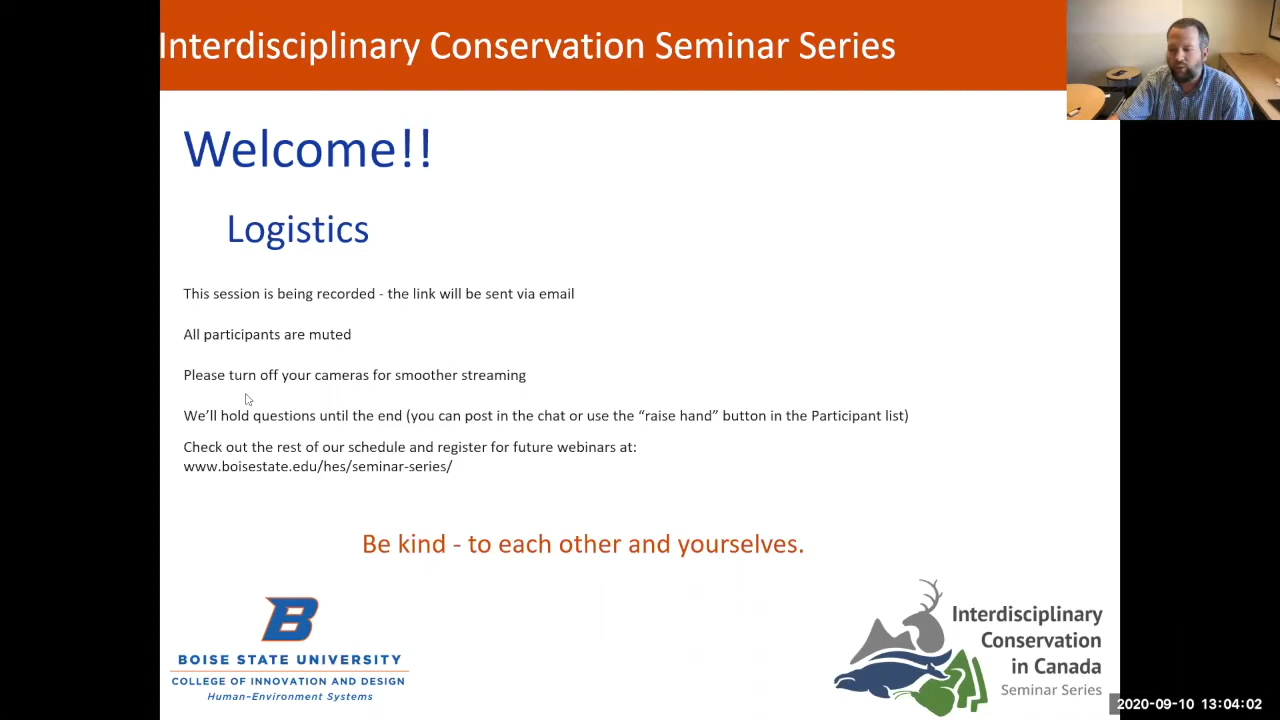 Interdisciplinary Conservation Seminar Series
Welcome!!
Logistics
This session is being recorded - the link will be sent via email
All participants are muted
Please turn off your cameras for smoother streaming
We’ll hold questions until the end (you can post in the chat or use the “raise hand” button in the Participant list)
Check out the rest of our schedule and register for future webinars at:
www.boisestate.edu/hes/seminar-series/
Be kind - to each other and yourselves.
B
BOISE STATE UNIVERSITY
COLLEGE OF INNOVATION AND DESIGN
Human-Environment Systems
Interdisciplinary
Conservation
in Canada
Seminar Series
2020-09-10 13:04:02